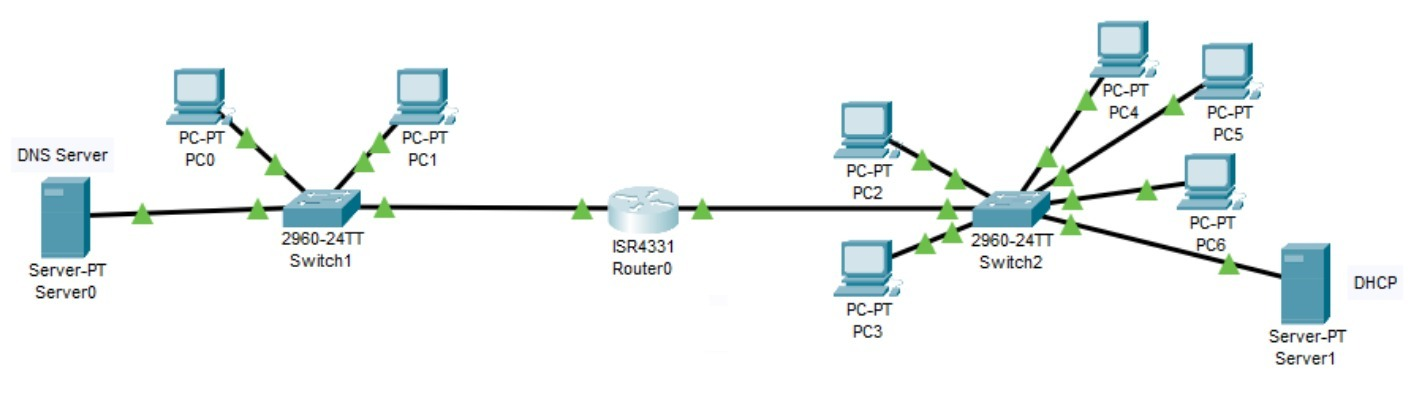 DNS Server
Server-PT
Server0
PC-PT
PC0
PC-PT
PC1
2960-24TT
Switch1
ISR4331
Router0
PC-PT
PC2
PC-PT
PC3
2960-24TT
Switch2
PC-PT
PC4
PC-PT
PC5
PC-PT
PC6
Server-PT
Server1
DHCP